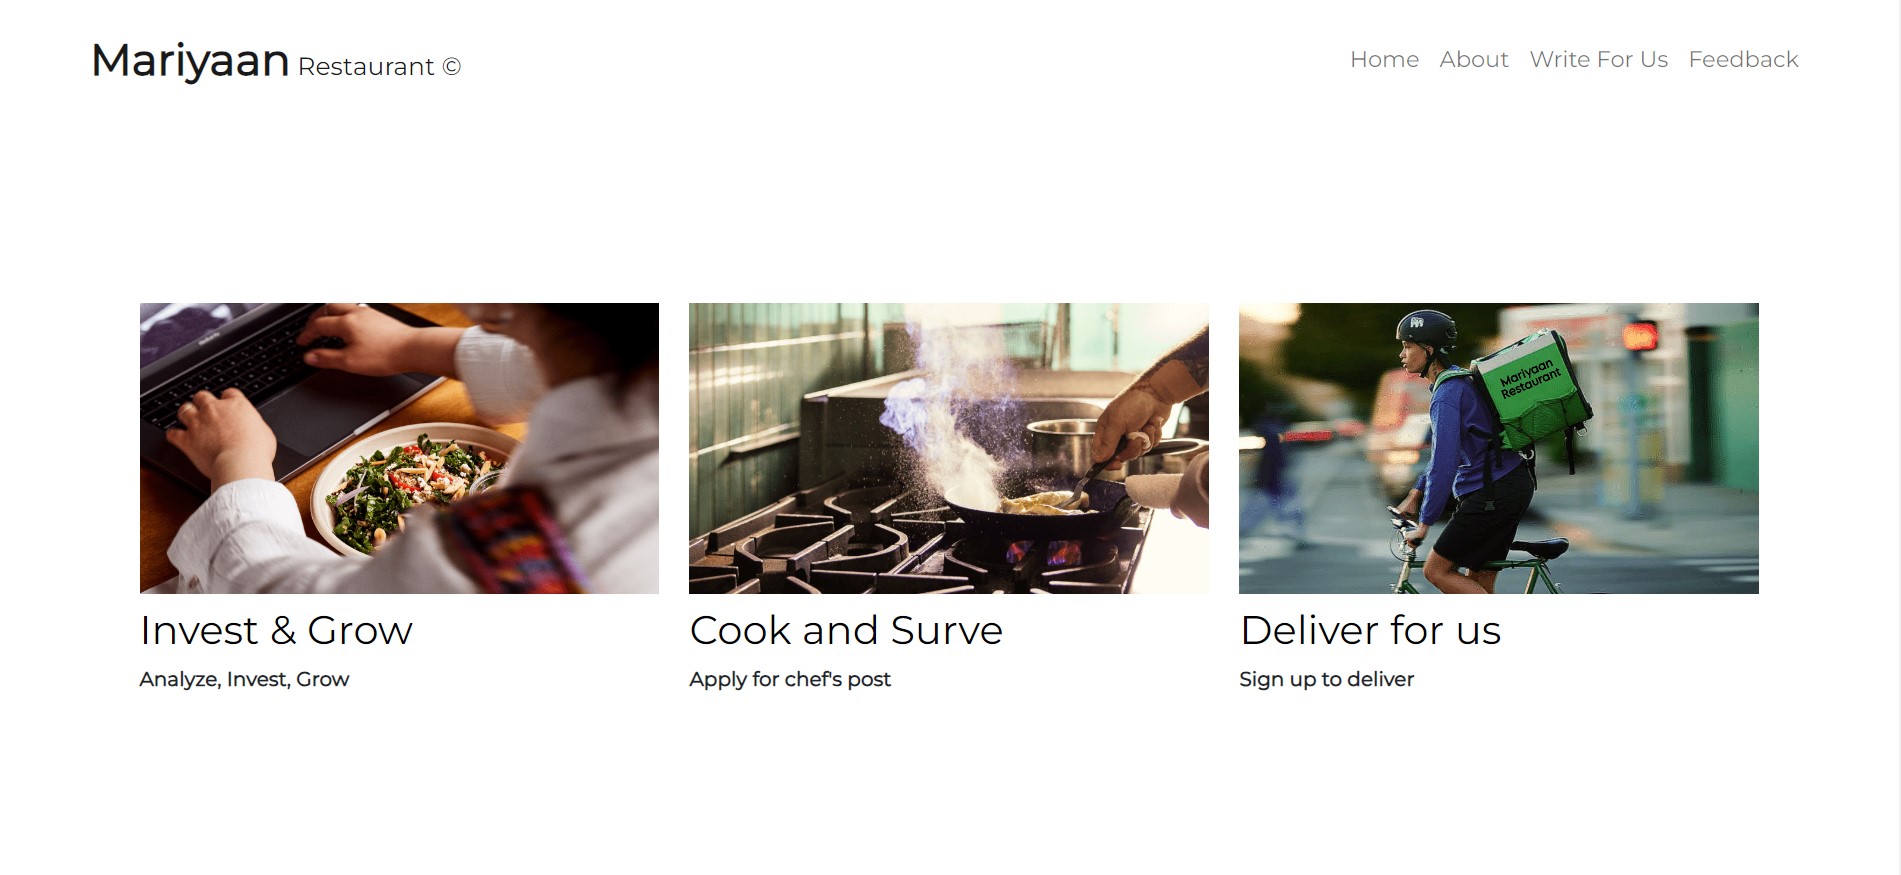 Mariyaan Restaurant ©
Home About Write For Us Feedback
Mariyaan
Restaurant
Invest & Grow
Analyze, Invest, Grow
Cook and Surve
Apply for chef's post
Deliver for us
Sign up to deliver